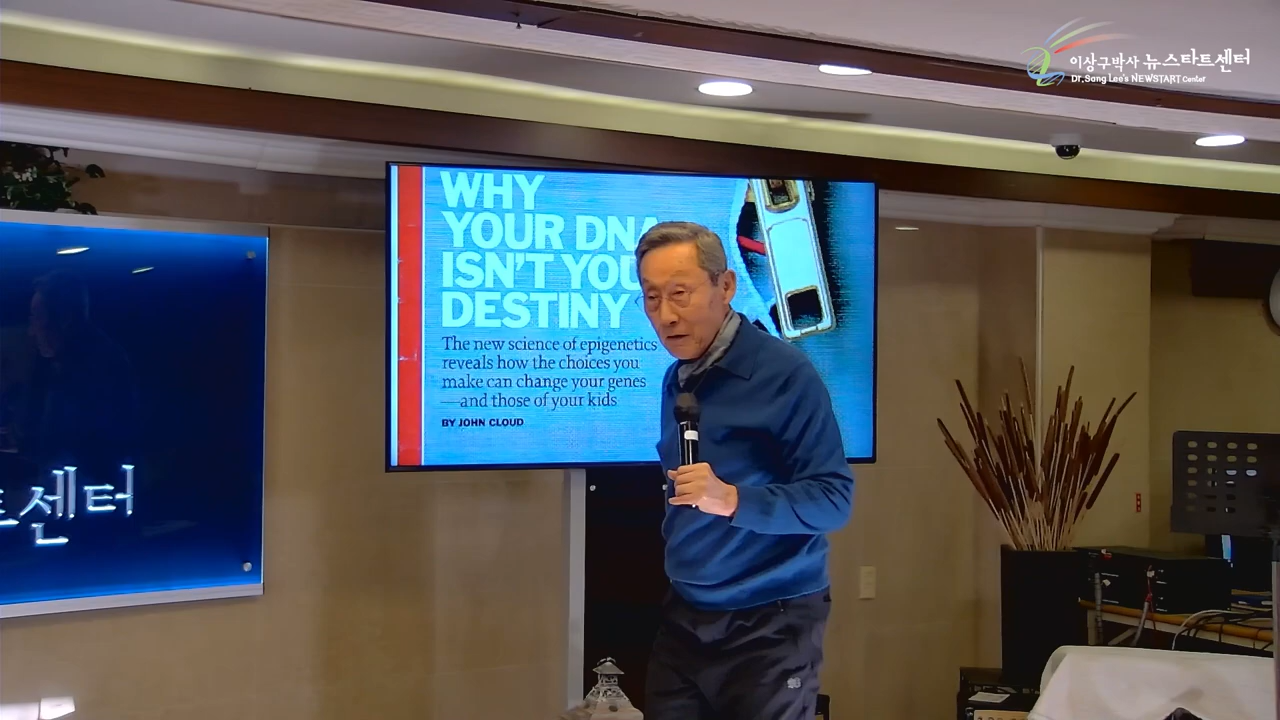 이상구박사 뉴스타트센터
Dr. Sang Lee's NEWSTART Center
WHY
YOUR DNA
ISN'T YOU
DESTINY
The new science of epigenetics
reveals how the choices you
make can change your genes
—and those of your kids
BY JOHN CLOUD
트센터